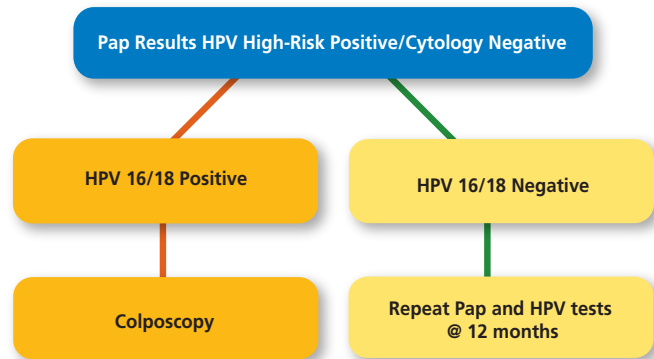 Pap Results HPV High-Risk Positive/Cytology Negative
HPV 16/18 Positive
HPV 16/18 Negative
Colposcopy
Repeat Pap and HPV tests
@ 12 months